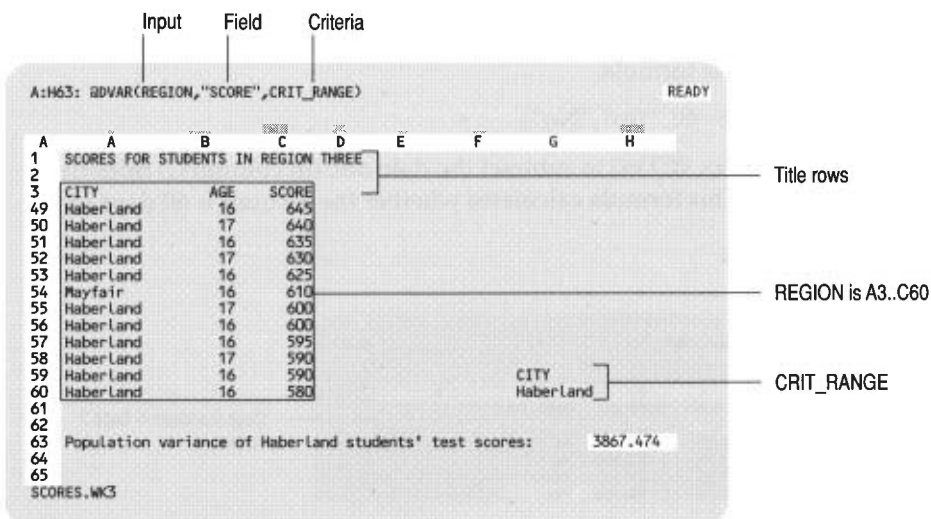 Input Field Criteria
A:H63: @DVAR(REGION,"SCORE",CRIT_RANGE) READY
A A B C D E F G H
1 SCORES FOR STUDENTS IN REGION THREE
2
Title rows
3 CITY AGE SCORE
49 Haberland 16 645
50 Haberland 17 640
51 Haberland 16 635
52 Haberland 17 630
53 Haberland 16 625
54 Mayfair 16 610
REGION is A3..C60
55 Haberland 17 600
56 Haberland 16 600
57 Haberland 16 595
58 Haberland 17 590
59 Haberland 16 590 CITY
CRIT_RANGE
60 Haberland 16 580 Haberland
61
62
63 Population variance of Haberland students' test scores: 3867.474
64
65
SCORES.WK3